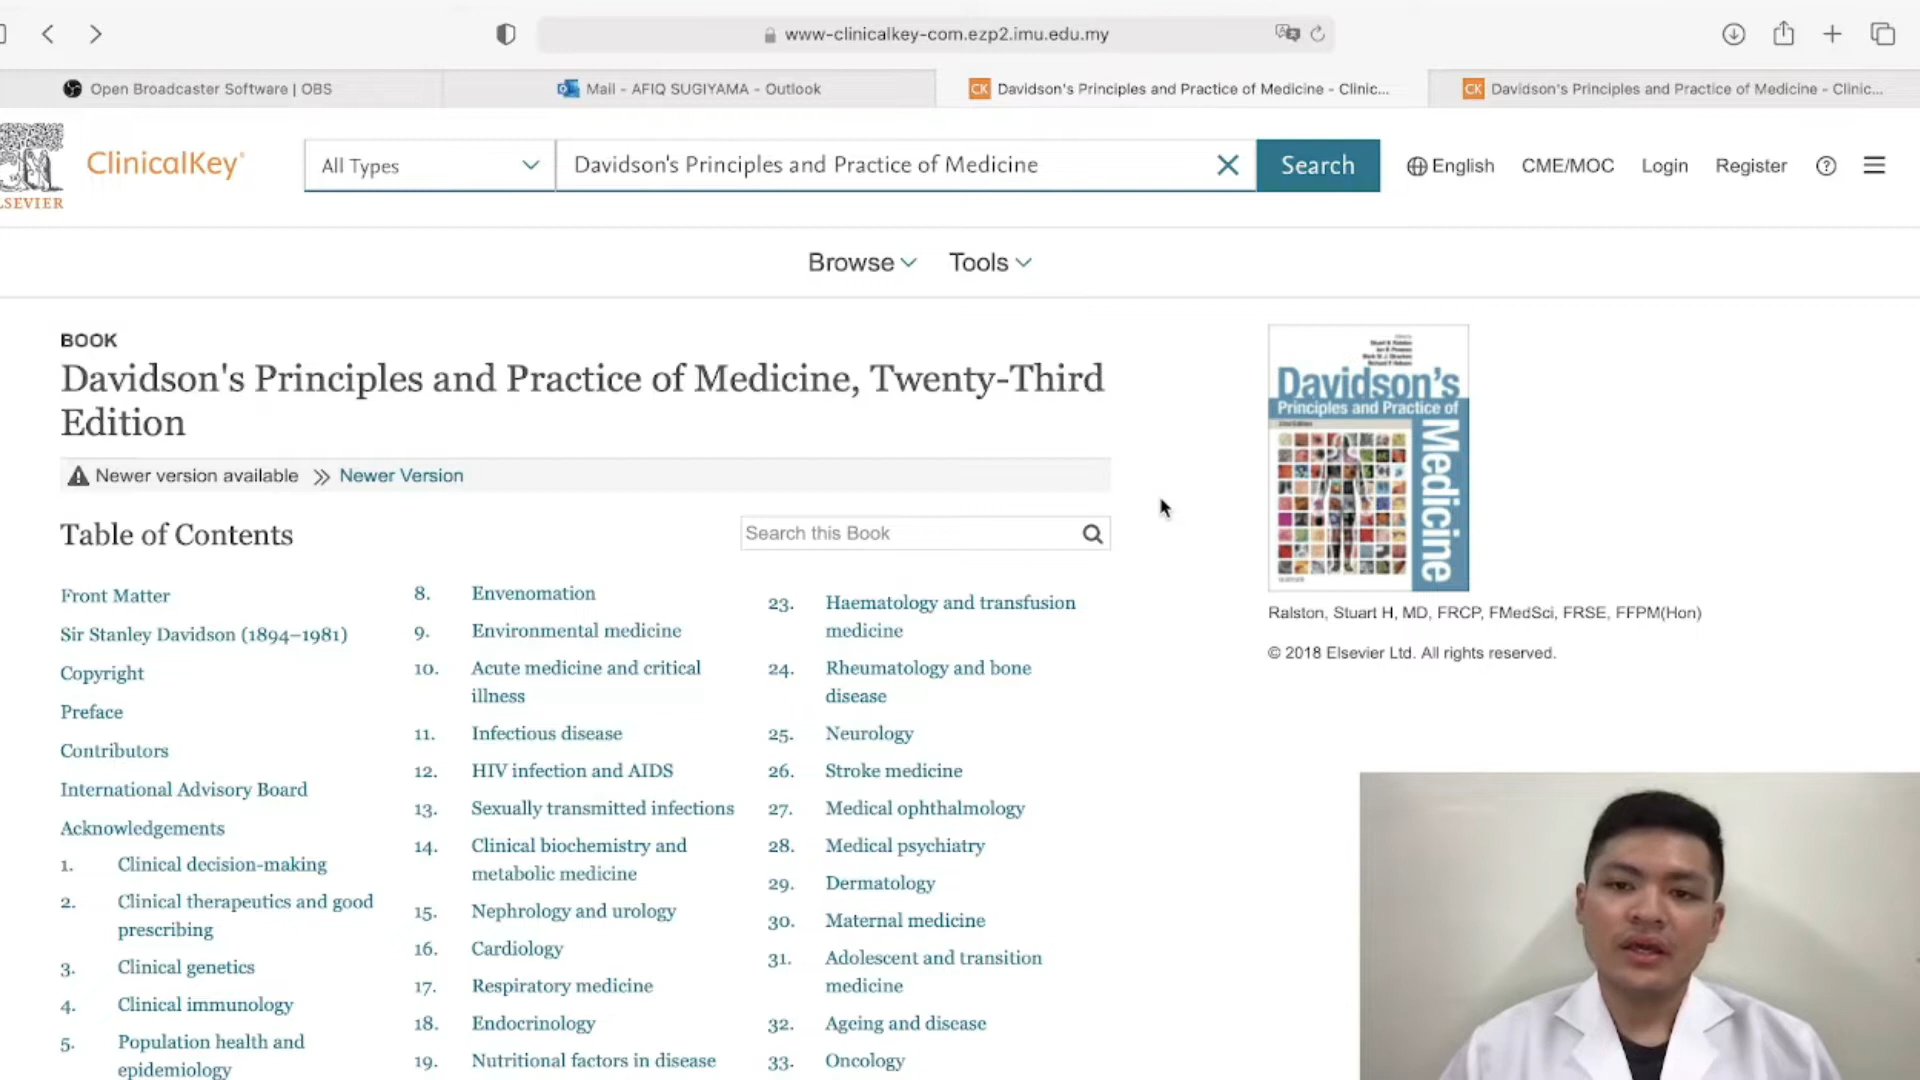 www-clinicalkey-com.ezp2.imu.edu.my
Open Broadcaster Software | OBS
Mail - AFIQ SUGIYAMA - Outlook
CK Davidson's Principles and Practice of Medicine - Clinic...
CK Davidson's Principles and Practice of Medicine - Clinic...
LSEVIER
ClinicalKey
All Types
Davidson's Principles and Practice of Medicine
Search
English
CME/MOC
Login
Register
Browse
Tools
BOOK
Davidson's Principles and Practice of Medicine, Twenty-Third
Edition
Newer version available
Newer Version
Table of Contents
Search this Book
Front Matter
Sir Stanley Davidson (1894–1981)
Copyright
Preface
Contributors
International Advisory Board
Acknowledgements
1. Clinical decision-making
2. Clinical therapeutics and good
prescribing
3. Clinical genetics
4. Clinical immunology
5. Population health and
epidemiology
8. Envenomation
9. Environmental medicine
10. Acute medicine and critical
illness
11. Infectious disease
12. HIV infection and AIDS
13. Sexually transmitted infections
14. Clinical biochemistry and
metabolic medicine
15. Nephrology and urology
16. Cardiology
17. Respiratory medicine
18. Endocrinology
19. Nutritional factors in disease
23. Haematology and transfusion
medicine
24. Rheumatology and bone
disease
25. Neurology
26. Stroke medicine
27. Medical ophthalmology
28. Medical psychiatry
29. Dermatology
30. Maternal medicine
31. Adolescent and transition
medicine
32. Ageing and disease
33. Oncology
Davidson's
Principles and Practice of
Medicine
Ralston, Stuart H, MD, FRCP, FMedSci, FRSE, FFPM(Hon)
© 2018 Elsevier Ltd. All rights reserved.